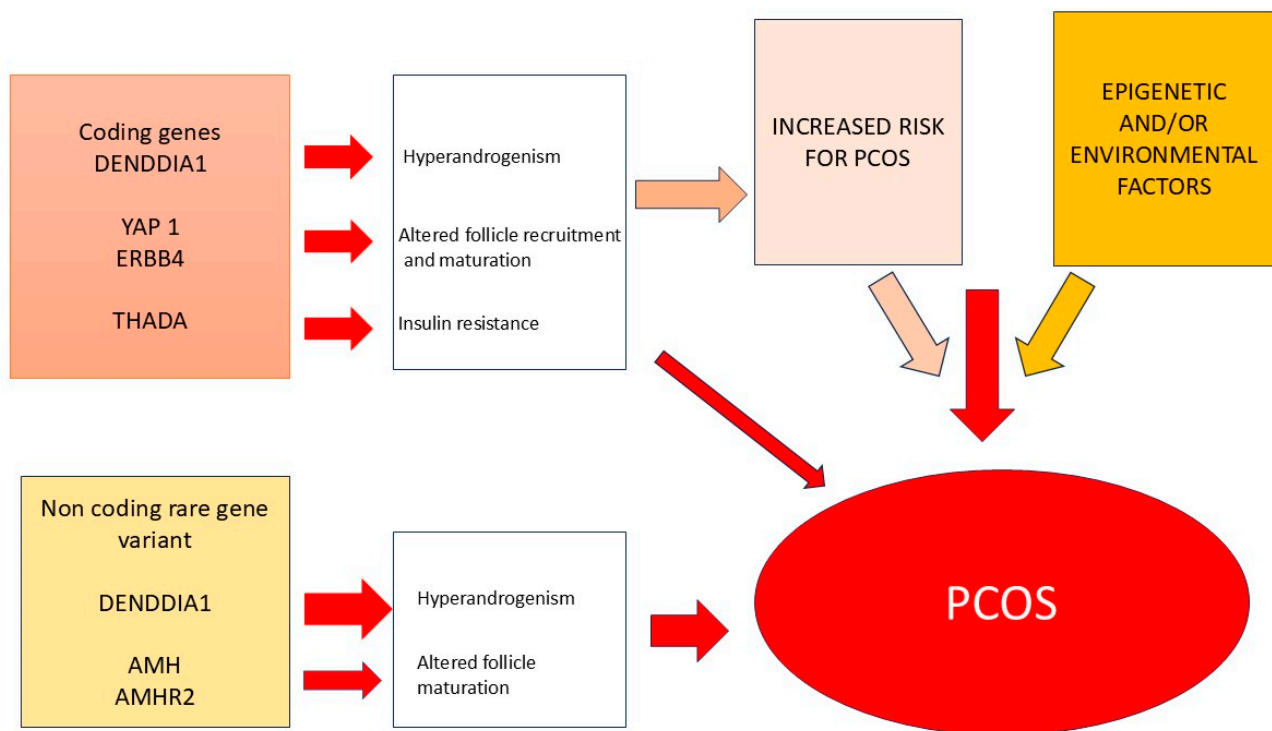 Coding genes
DENDDIA1
YAP 1
ERBB4
THADA
Hyperandrogenism
Altered follicle recruitment
and maturation
Insulin resistance
INCREASED RISK
FOR PCOS
EPIGENETIC
AND/OR
ENVIRONMENTAL
FACTORS
Non coding rare gene
variant
DENDDIA1
AMH
AMHR2
Hyperandrogenism
Altered follicle
maturation
PCOS